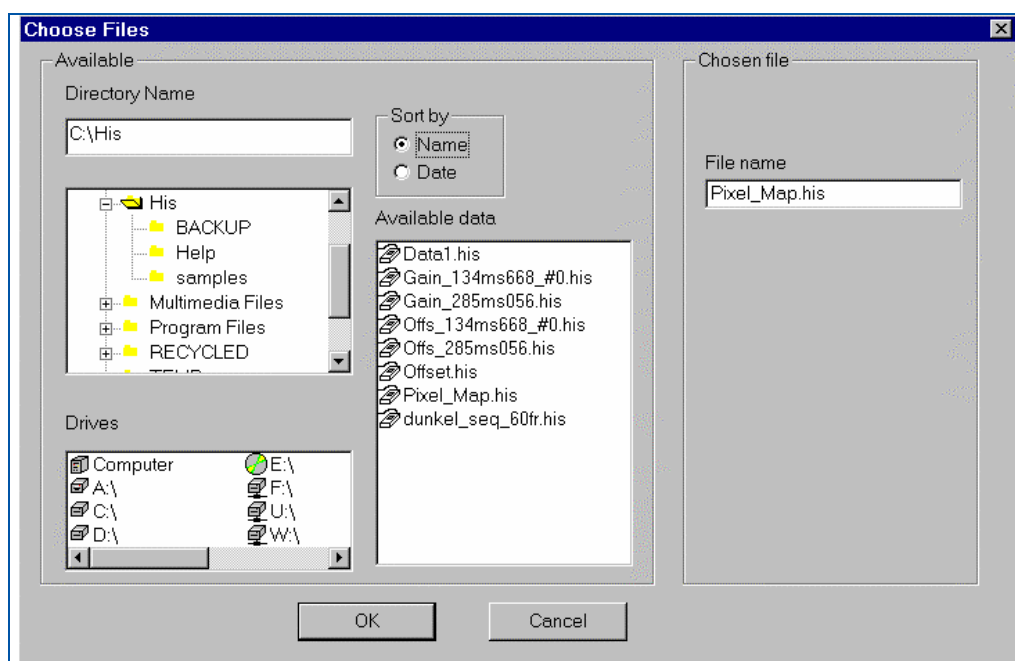 Choose Files
Available
Directory Name
C:\His
Sort by
Name
Date
His
BACKUP
Help
samples
Multimedia Files
Program Files
RECYCLED
Drives
Computer
A:\
C:\
D:\
E:\
F:\
U:\
W:\
Available data
Data1.his
Gain_134ms668_#0.his
Gain_285ms056.his
Offs_134ms668_#0.his
Offs_285ms056.his
Offset.his
Pixel_Map.his
dunkel_seq_60fr.his
Chosen file
File name
Pixel_Map.his
OK
Cancel